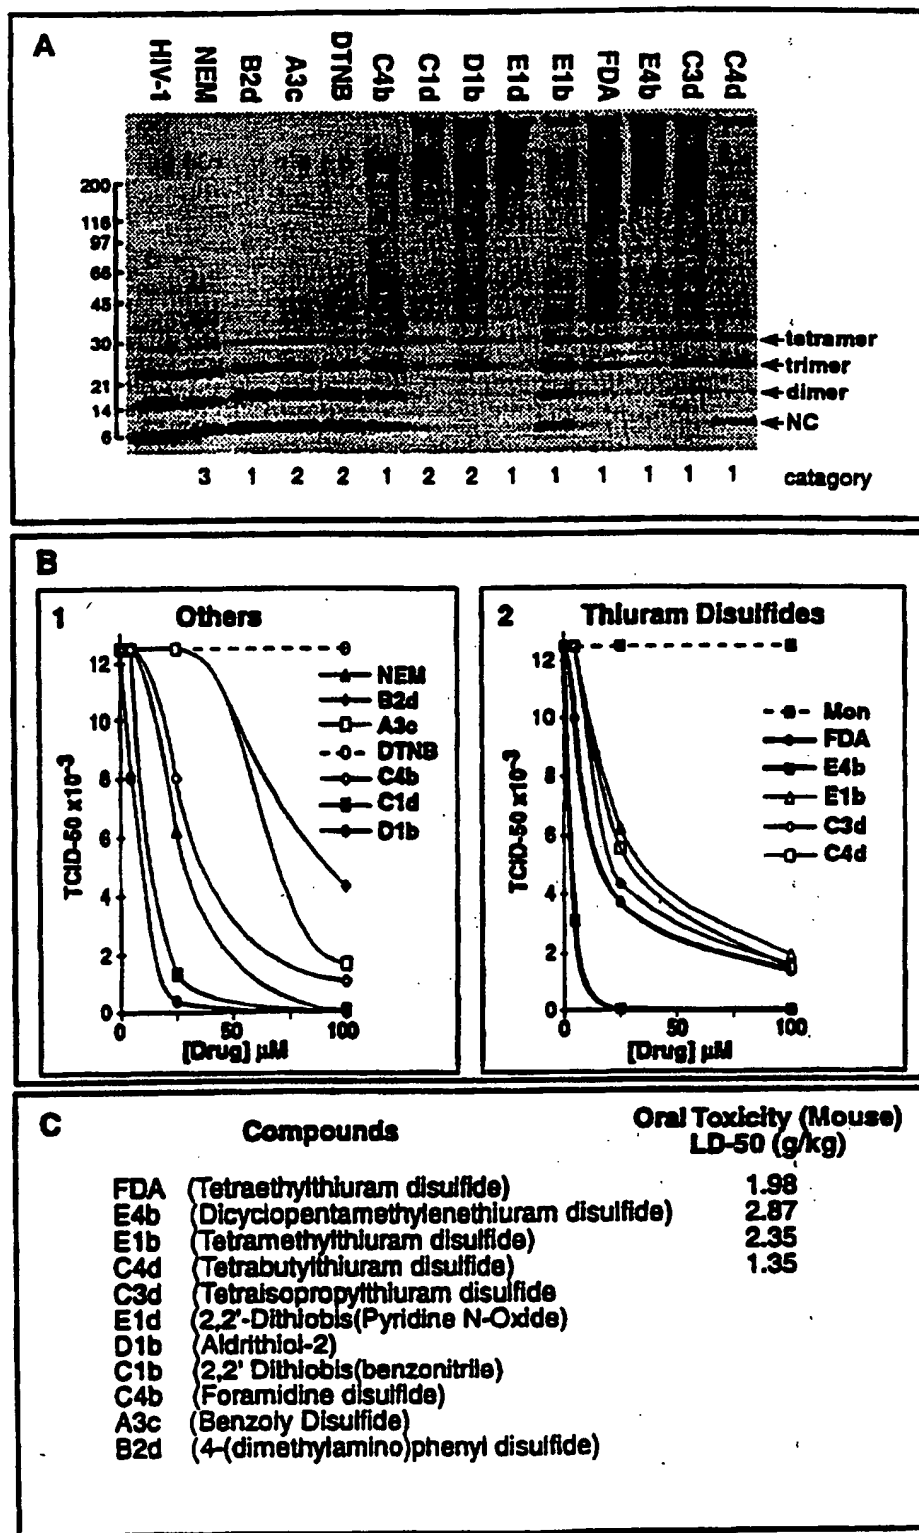 A
HIV-1 NEM B2d A3c DTNB C4b C1d D1b E1d E1b FDA E4b C3d C4d
200
116
97
66
45
30
21
14
6
tetramer
trimer
dimer
NC
3 1 2 2 1 2 2 1 1 1 1 1 1 catagory
B
1 Others
12
10
8
6
4
2
0
TCID-50 x10-3
0 50 100
[Drug] µM
NEM
B2d
A3c
DTNB
C4b
C1d
D1b
2 Thiuram Disulfides
12
10
8
6
4
2
0
TCID-50 x10-3
0 50 100
[Drug] µM
Mon
FDA
E4b
E1b
C3d
C4d
C
Compounds Oral Toxicity (Mouse)
LD-50 (g/kg)
FDA (Tetraethylthiuram disulfide) 1.98
E4b (Dicyclopentamethylenethiuram disulfide) 2.87
E1b (Tetramethylthiuram disulfide) 2.35
C4d (Tetrabutylthiuram disulfide) 1.35
C3d (Tetraisopropylthiuram disulfide
E1d (2,2'-Dithiobis(Pyridine N-Oxide)
D1b (Aldrithiol-2)
C1b (2,2' Dithiobis(benzonitrile)
C4b (Foramidine disulfide)
A3c (Benzoly Disulfide)
B2d (4-(dimethylamino)phenyl disulfide)